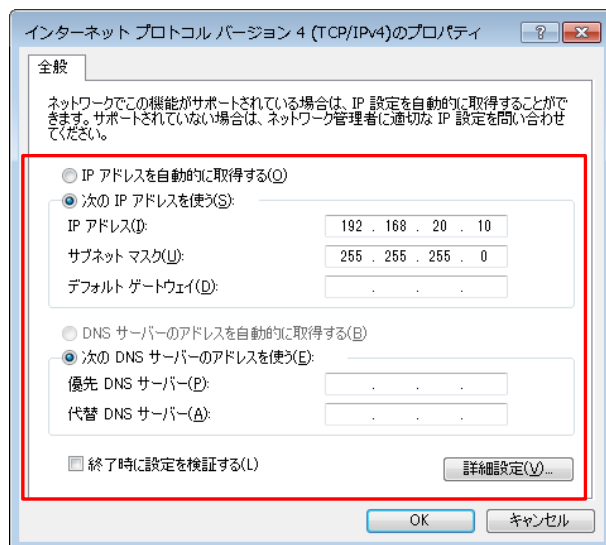 インターネット プロトコル バージョン 4 (TCP/IPv4)のプロパティ
全般
ネットワークでこの機能がサポートされている場合は、IP 設定を自動的に取得することがで
きます。サポートされていない場合は、ネットワーク管理者に適切な IP 設定を問い合わせ
てください。
IP アドレスを自動的に取得する(O)
次の IP アドレスを使う(S):
IP アドレス(I): 192 . 168 . 20 . 10
サブネット マスク(U): 255 . 255 . 255 . 0
デフォルト ゲートウェイ(D): . . .
DNS サーバーのアドレスを自動的に取得する(B)
次の DNS サーバーのアドレスを使う(E):
優先 DNS サーバー(P): . . .
代替 DNS サーバー(A): . . .
終了時に設定を検証する(L)
詳細設定(V)...
OK キャンセル